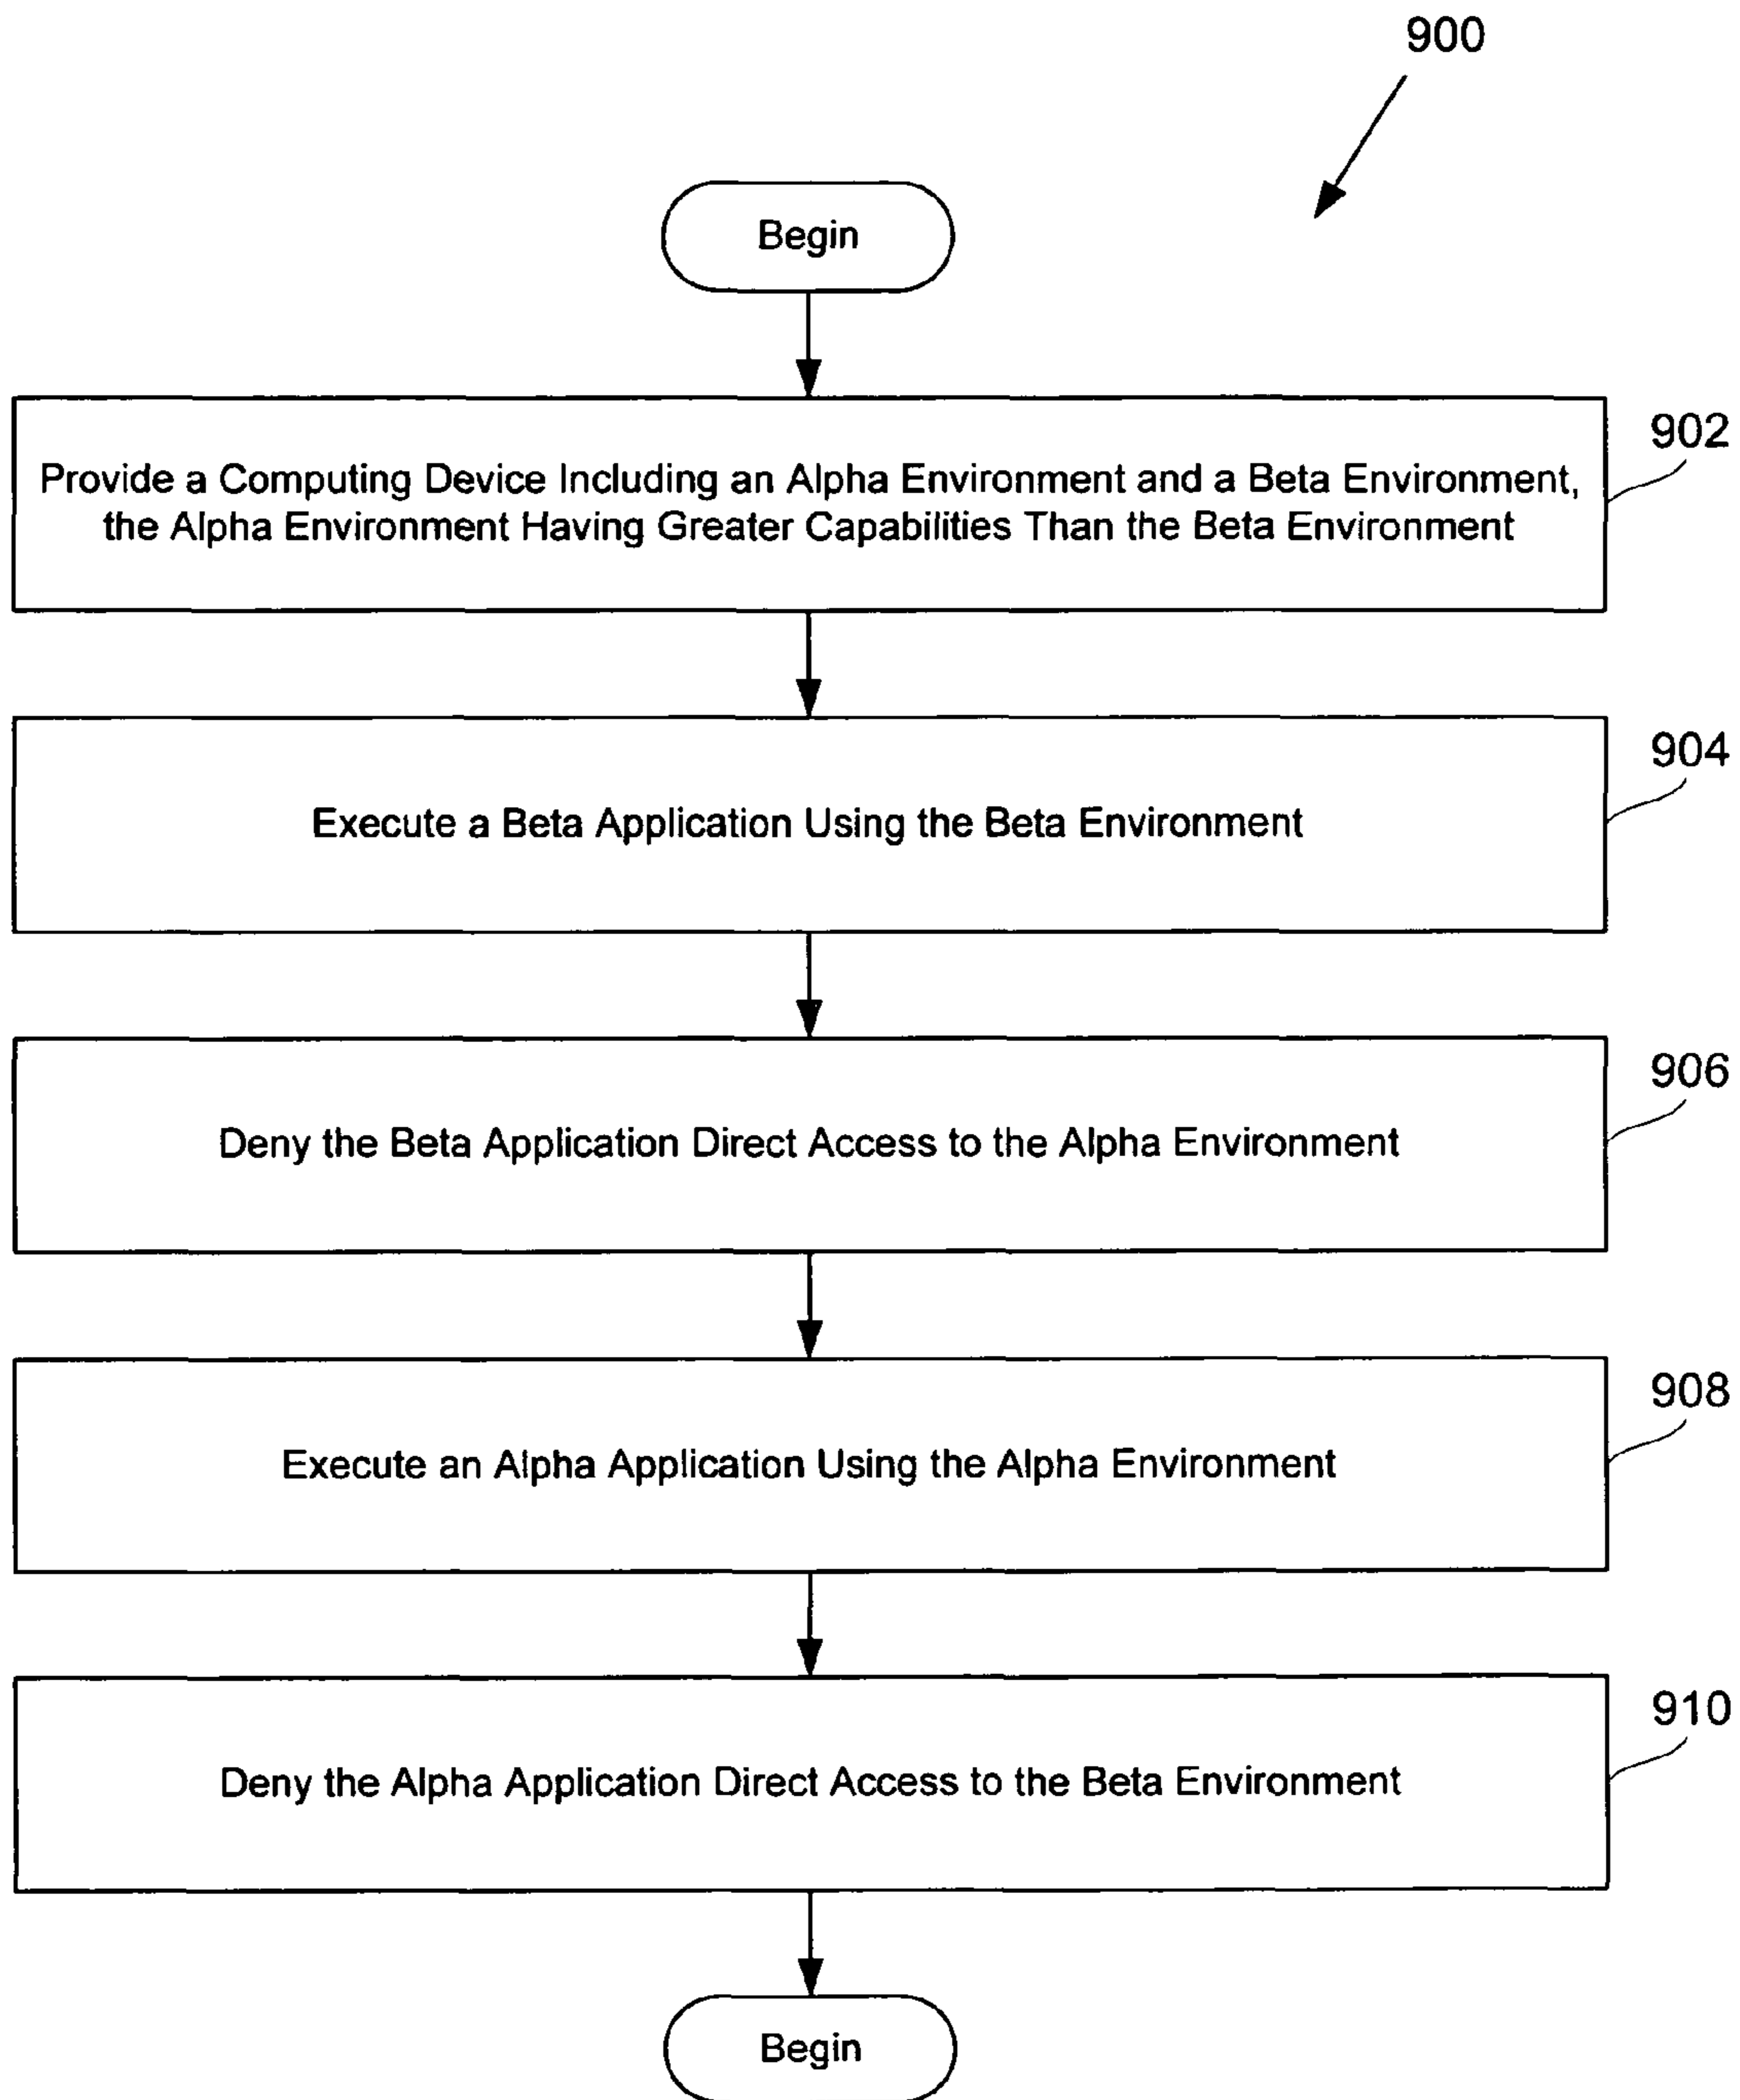 900
Begin
902
Provide a Computing Device Including an Alpha Environment and a Beta Environment,
the Alpha Environment Having Greater Capabilities Than the Beta Environment
904
Execute a Beta Application Using the Beta Environment
906
Deny the Beta Application Direct Access to the Alpha Environment
908
Execute an Alpha Application Using the Alpha Environment
910
Deny the Alpha Application Direct Access to the Beta Environment
Begin